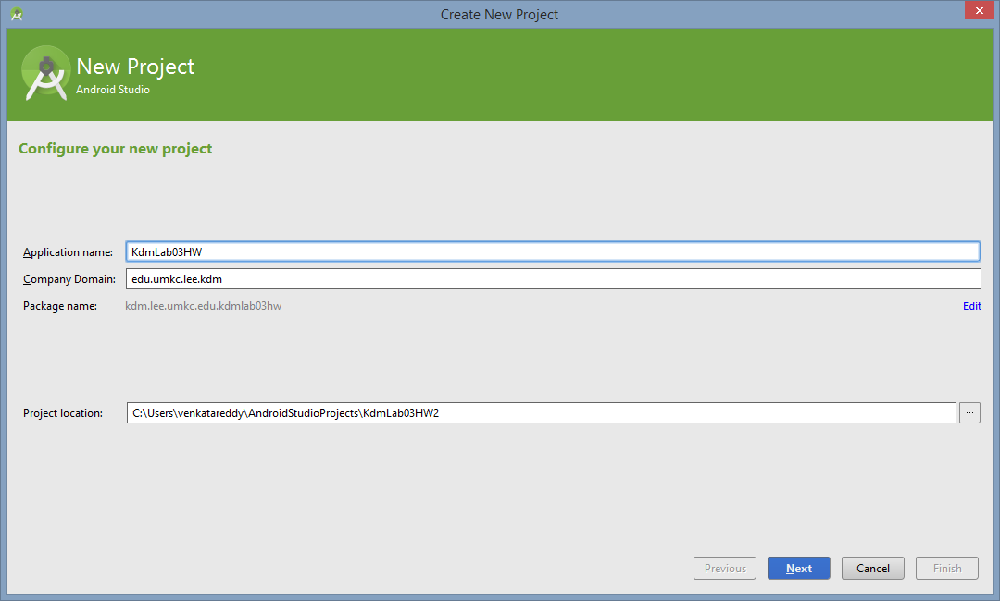 Create New Project
New Project
Android Studio
Configure your new project
Application name: KdmLab03HW
Company Domain: edu.umkc.lee.kdm
Package name: kdm.lee.umkc.edu.kdmlab03hw Edit
Project location: C:\Users\venkatareddy\AndroidStudioProjects\KdmLab03HW2 ...
Previous Next Cancel Finish